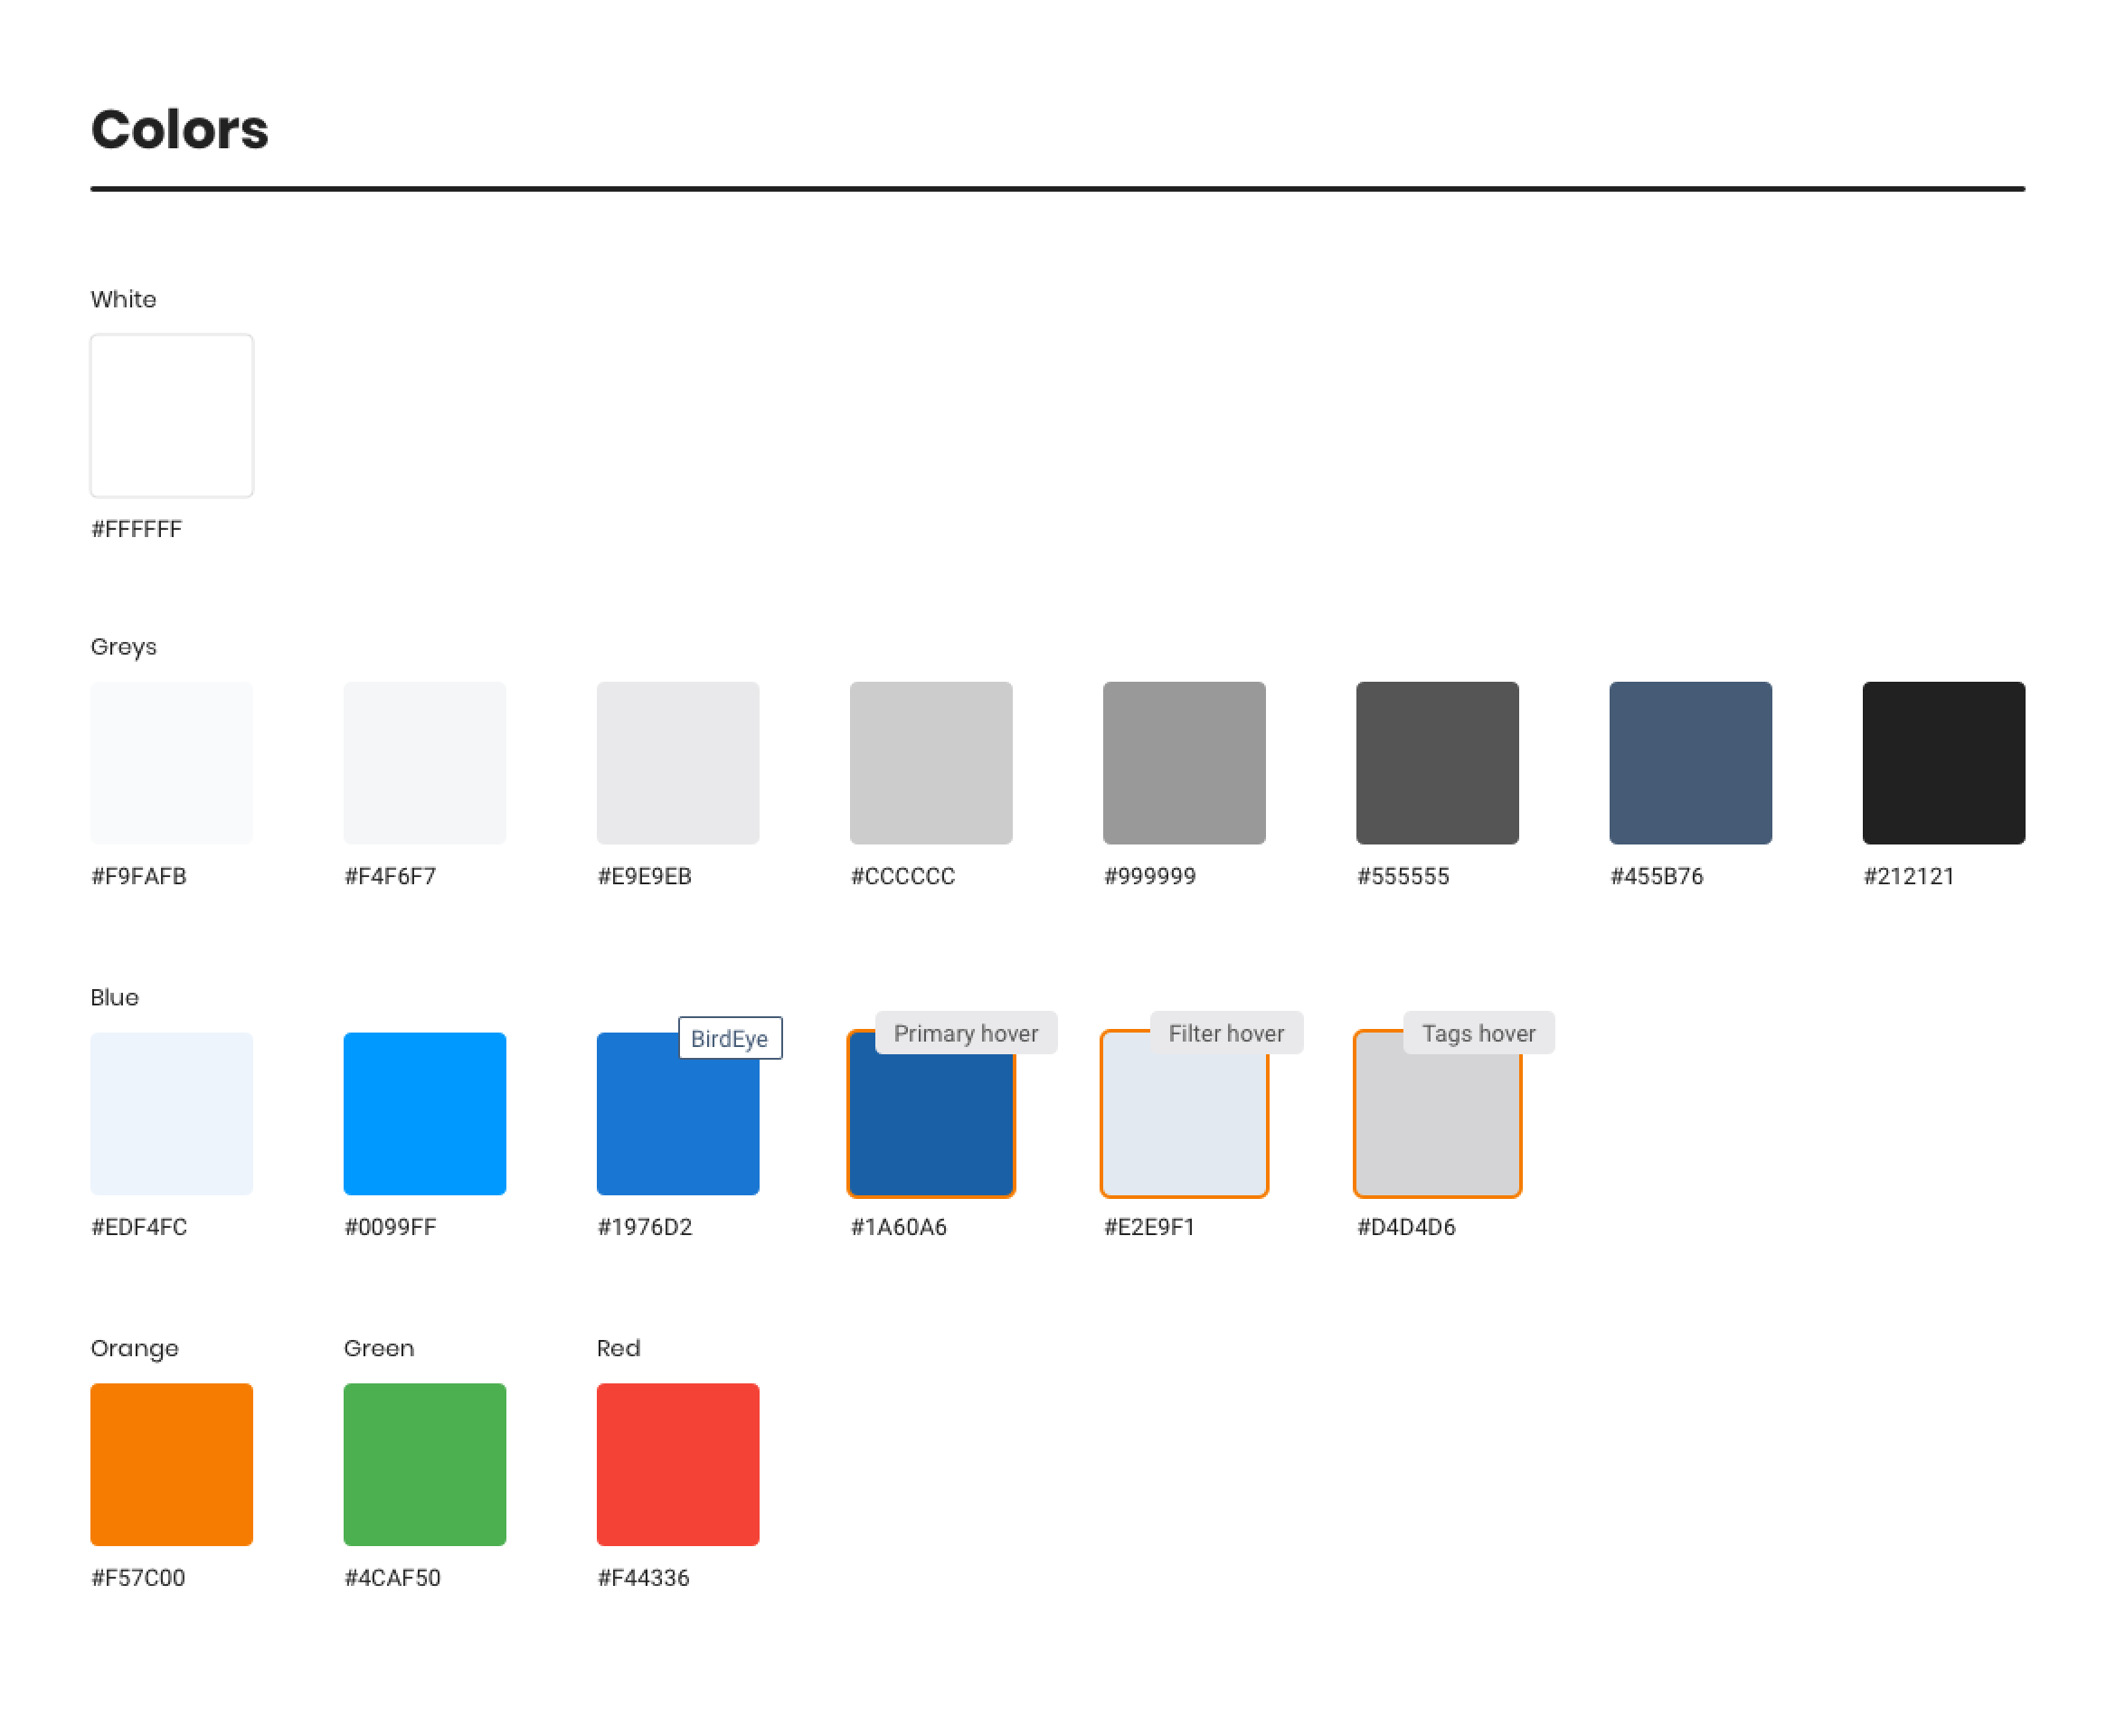 Colors
White
#FFFFFF
Greys
#F9FAFB #F4F6F7 #E9E9EB #CCCCCC #999999 #555555 #455B76 #212121
Blue
BirdEye Primary hover Filter hover Tags hover
#EDF4FC #0099FF #1976D2 #1A60A6 #E2E9F1 #D4D4D6
Orange Green Red
#F57C00 #4CAF50 #F44336